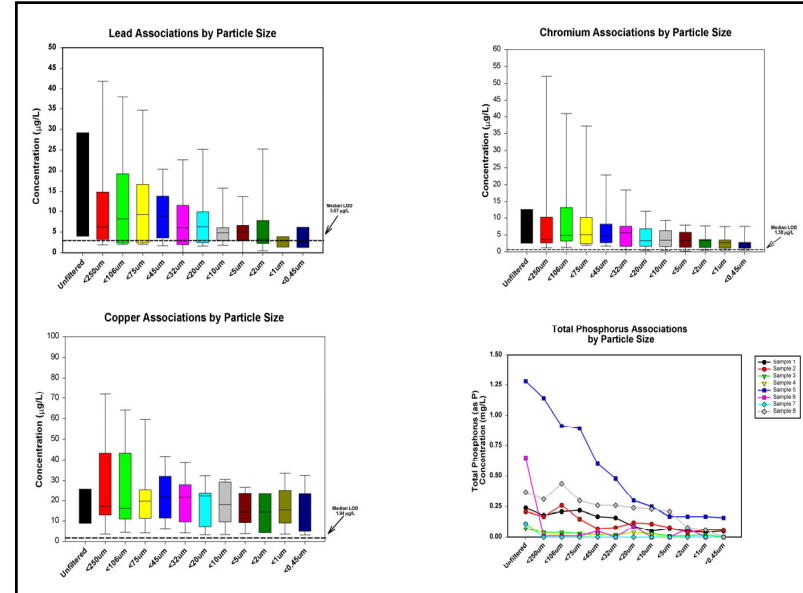 Lead Associations by Particle Size
Concentration (µg/L)
50
45
40
35
30
25
20
15
10
5
0
Median LOD
3.07 µg/L
Unfiltered
<250um
<106um
<75um
<45um
<32um
<20um
<10um
<5um
<2um
<1um
<0.45um
Chromium Associations by Particle Size
Concentration (µg/L)
60
55
50
45
40
35
30
25
20
15
10
5
0
Median LOD
Unfiltered
<250um
<106um
<75um
<45um
<32um
<20um
<10um
<5um
<2um
<1um
<0.45um
Copper Associations by Particle Size
Concentration (µg/L)
100
90
80
70
60
50
40
30
20
10
0
Median LOD
1.94 µg/L
Unfiltered
<250um
<106um
<75um
<45um
<32um
<20um
<10um
<5um
<2um
<1um
<0.45um
Total Phosphorus Associations
by Particle Size
Total Phosphorus (as P)
Concentration (mg/L)
1.50
1.25
1.00
0.75
0.50
0.25
0.00
Unfiltered
<250um
<106um
<75um
<45um
<32um
<20um
<10um
<5um
<2um
<1um
<0.45um
Sample 1
Sample 2
Sample 3
Sample 4
Sample 5
Sample 6
Sample 7
Sample 8